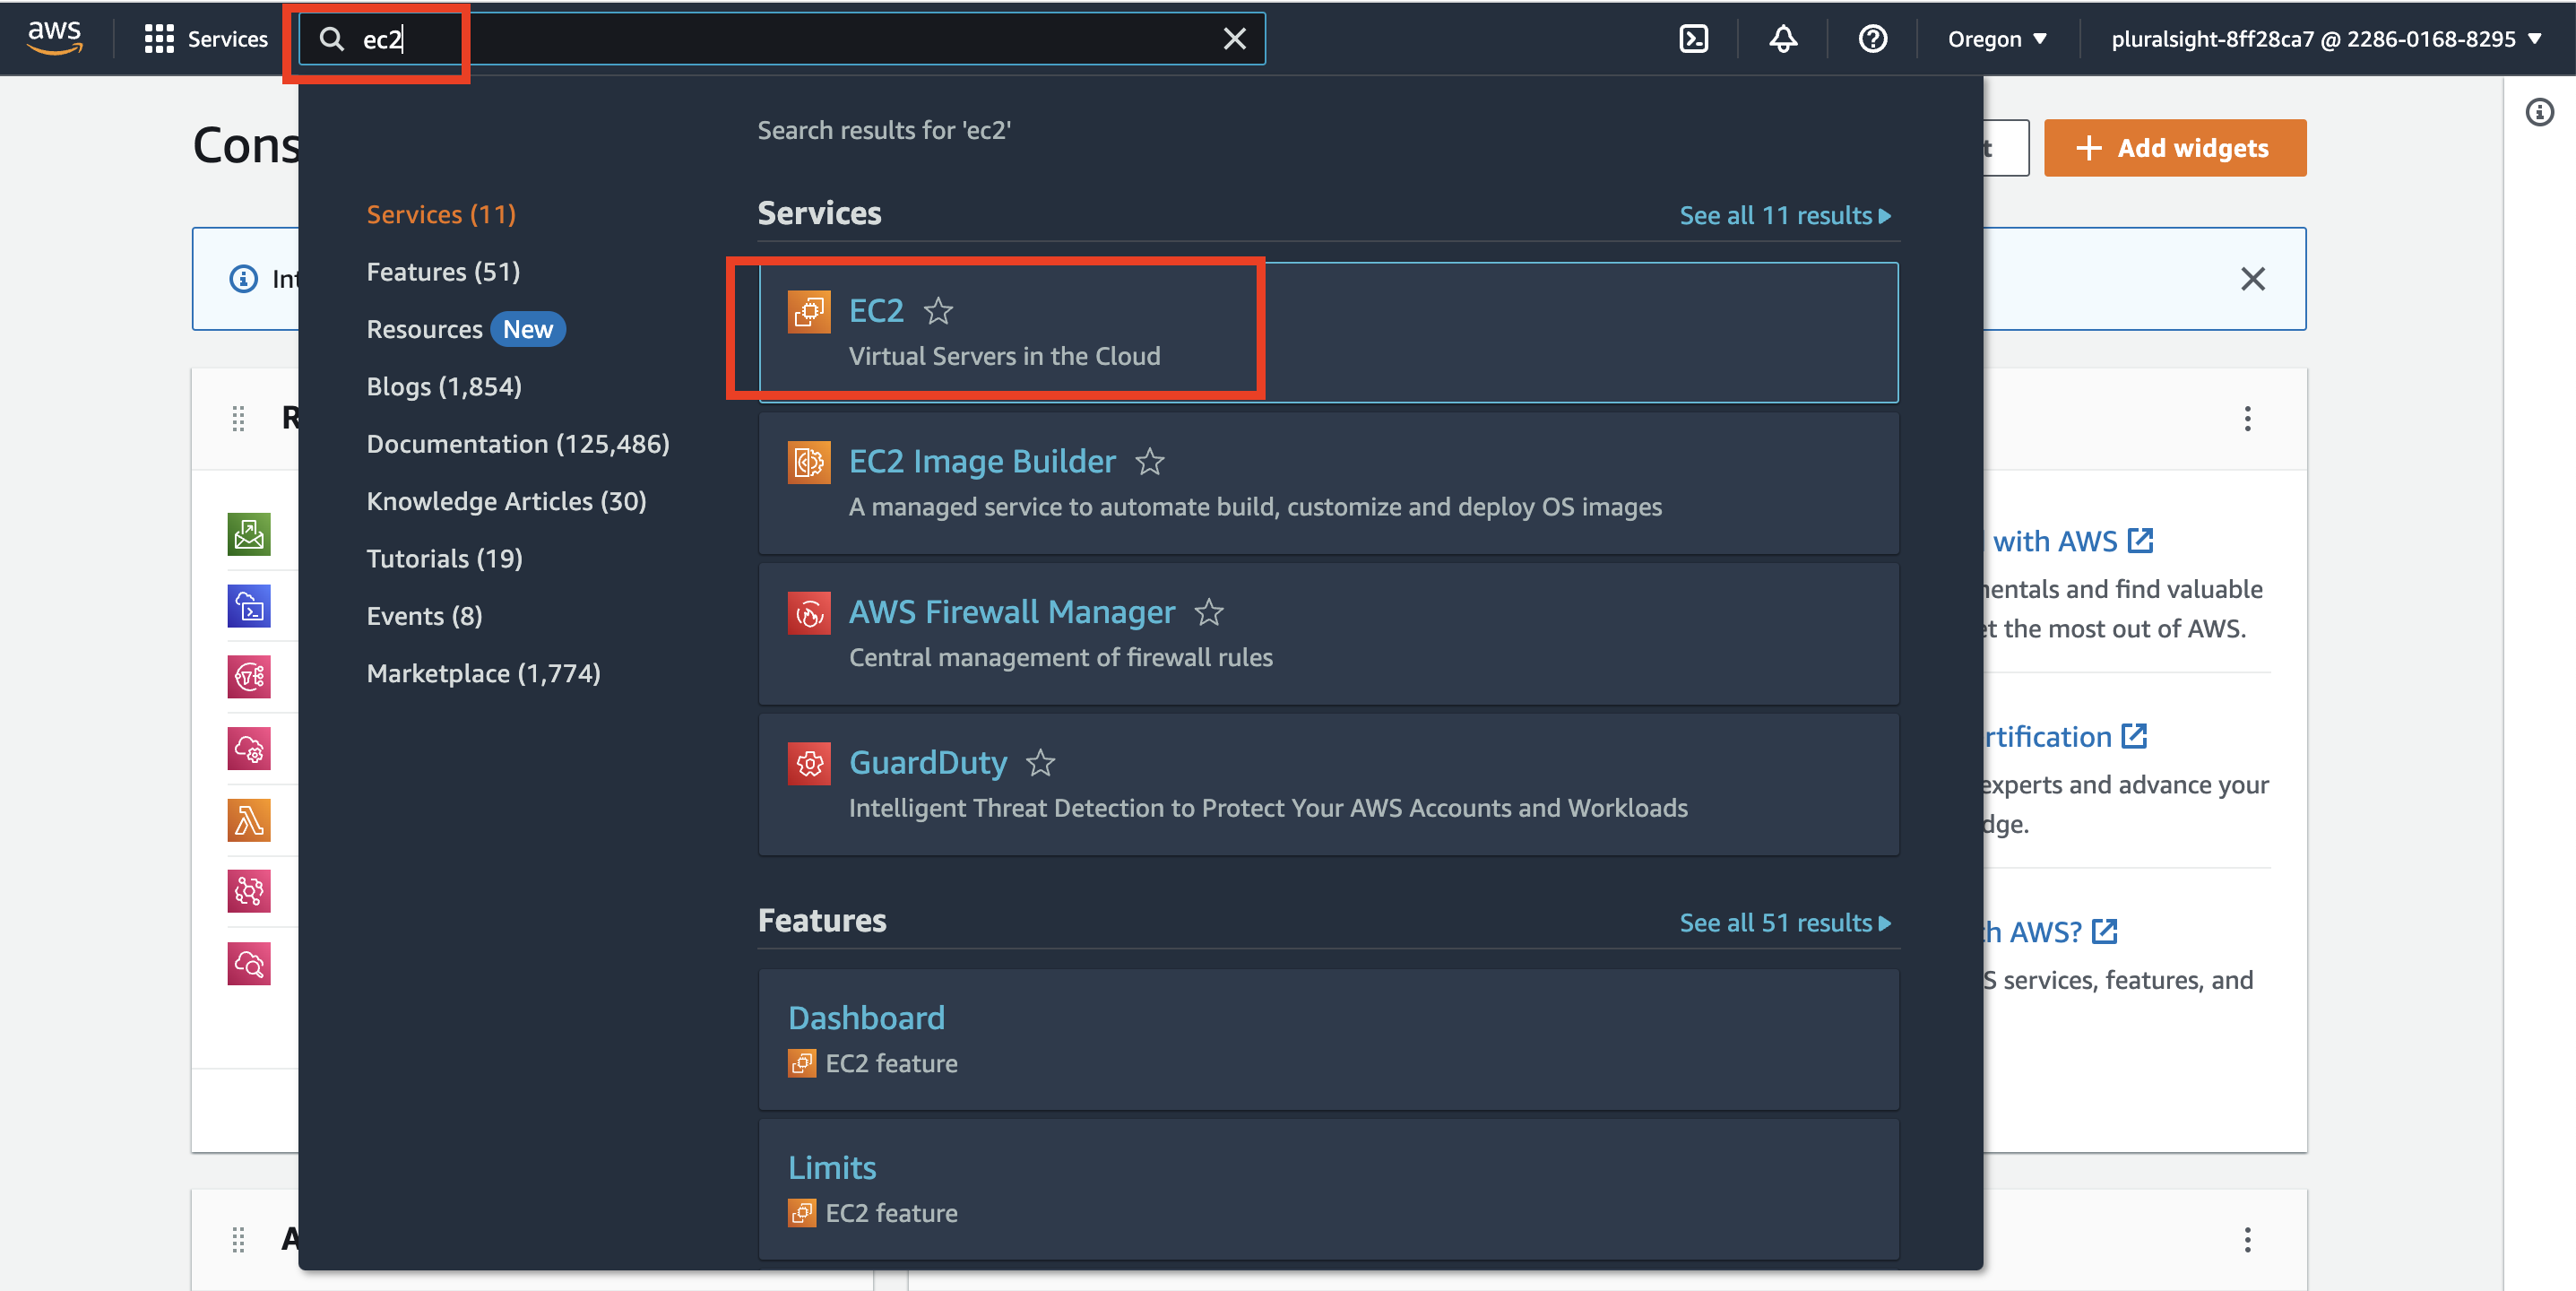 aws
Services
ec2
Oregon
pluralsight-8ff28ca7 @ 2286-0168-8295
Search results for 'ec2'
Cons
Add widgets
Services (11)
Features (51)
Resources New
Blogs (1,854)
Documentation (125,486)
Knowledge Articles (30)
Tutorials (19)
Events (8)
Marketplace (1,774)
Services
See all 11 results
EC2
Virtual Servers in the Cloud
EC2 Image Builder
A managed service to automate build, customize and deploy OS images
AWS Firewall Manager
Central management of firewall rules
GuardDuty
Intelligent Threat Detection to Protect Your AWS Accounts and Workloads
Features
See all 51 results
Dashboard
EC2 feature
Limits
EC2 feature
with AWS
mentals and find valuable
et the most out of AWS.
rtification
experts and advance your
dge.
th AWS?
S services, features, and